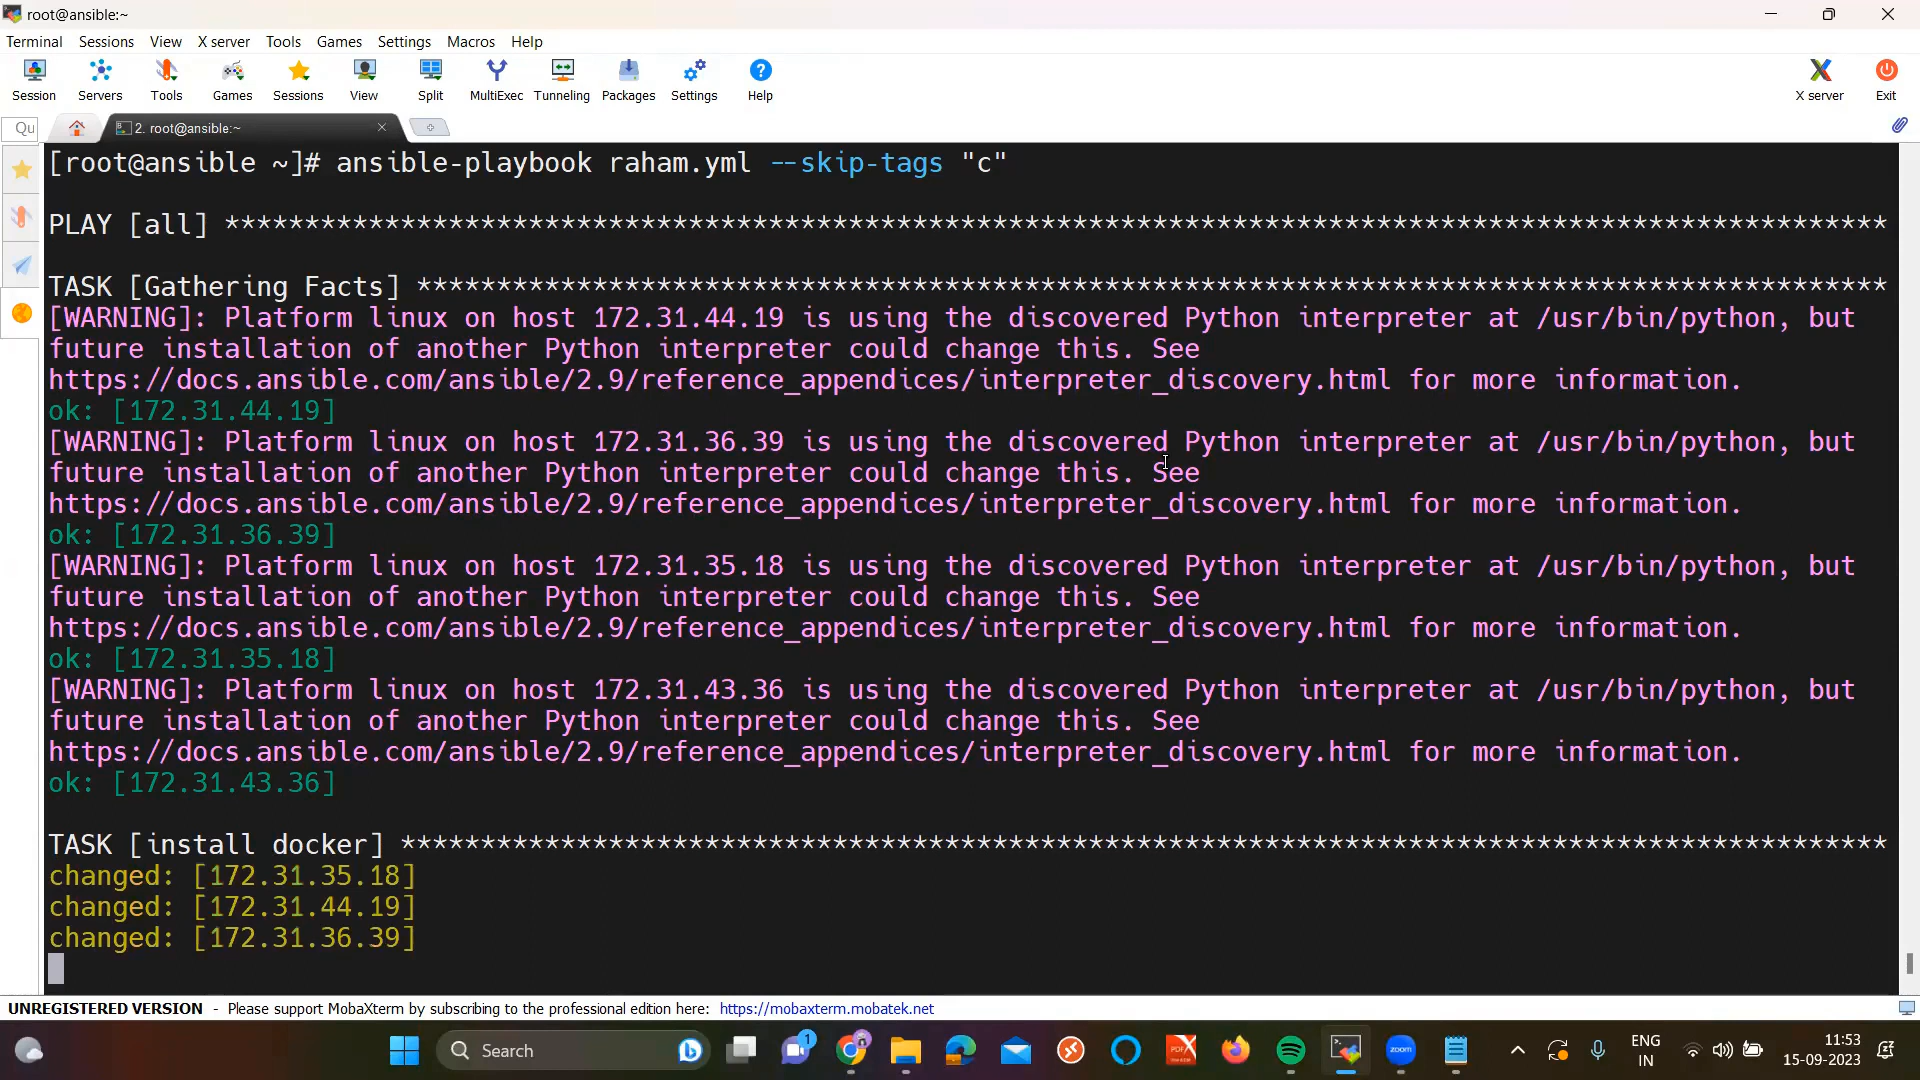 root@ansible:~
Terminal Sessions View X server Tools Games Settings Macros Help
Session Servers Tools Games Sessions View Split MultiExec Tunneling Packages Settings Help X server Exit
Qu 2. root@ansible:~
[root@ansible ~]# ansible-playbook raham.yml --skip-tags "c"
PLAY [all] ********************************************************************************************************
TASK [Gathering Facts] ********************************************************************************************
[WARNING]: Platform linux on host 172.31.44.19 is using the discovered Python interpreter at /usr/bin/python, but
future installation of another Python interpreter could change this. See
https://docs.ansible.com/ansible/2.9/reference_appendices/interpreter_discovery.html for more information.
ok: [172.31.44.19]
[WARNING]: Platform linux on host 172.31.36.39 is using the discovered Python interpreter at /usr/bin/python, but
future installation of another Python interpreter could change this. See
https://docs.ansible.com/ansible/2.9/reference_appendices/interpreter_discovery.html for more information.
ok: [172.31.36.39]
[WARNING]: Platform linux on host 172.31.35.18 is using the discovered Python interpreter at /usr/bin/python, but
future installation of another Python interpreter could change this. See
https://docs.ansible.com/ansible/2.9/reference_appendices/interpreter_discovery.html for more information.
ok: [172.31.35.18]
[WARNING]: Platform linux on host 172.31.43.36 is using the discovered Python interpreter at /usr/bin/python, but
future installation of another Python interpreter could change this. See
https://docs.ansible.com/ansible/2.9/reference_appendices/interpreter_discovery.html for more information.
ok: [172.31.43.36]
TASK [install docker] *********************************************************************************************
changed: [172.31.35.18]
changed: [172.31.44.19]
changed: [172.31.36.39]
UNREGISTERED VERSION - Please support MobaXterm by subscribing to the professional edition here: https://mobaxterm.mobatek.net
Search 1 PDF zoom ENG 11:53
IN 15-09-2023